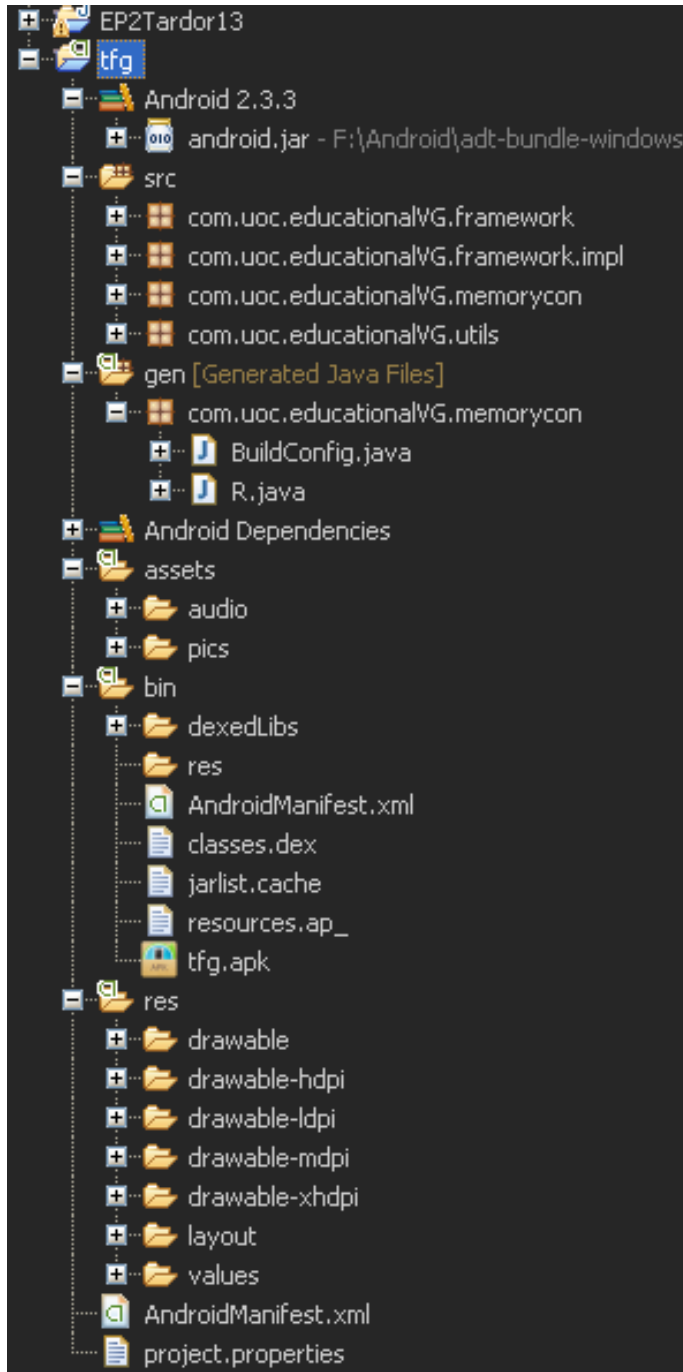 EP2Tardor13
tfg
Android 2.3.3
android.jar - F:\Android\adt-bundle-windows
src
com.uoc.educationalVG.framework
com.uoc.educationalVG.framework.impl
com.uoc.educationalVG.memorycon
com.uoc.educationalVG.utils
gen [Generated Java Files]
com.uoc.educationalVG.memorycon
BuildConfig.java
R.java
Android Dependencies
assets
audio
pics
bin
dexedLibs
res
AndroidManifest.xml
classes.dex
jarlist.cache
resources.ap_
tfg.apk
res
drawable
drawable-hdpi
drawable-ldpi
drawable-mdpi
drawable-xhdpi
layout
values
AndroidManifest.xml
project.properties